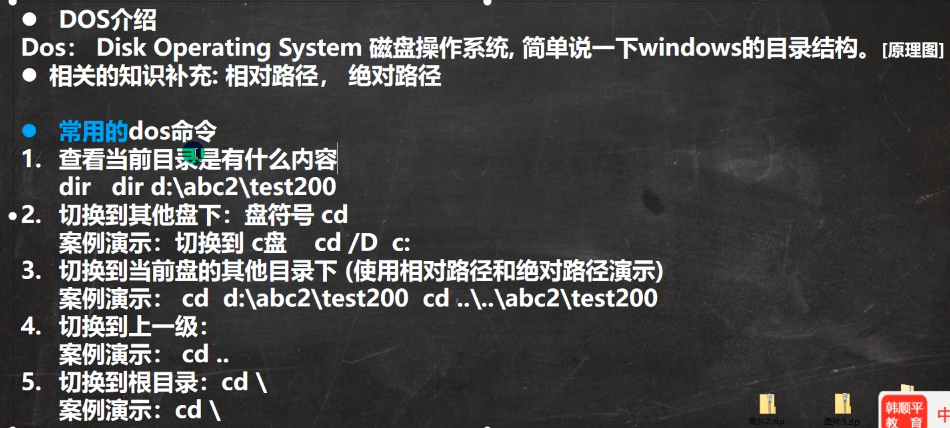 ● DOS介绍
Dos： Disk Operating System 磁盘操作系统, 简单说一下windows的目录结构。[原理图]
● 相关的知识补充: 相对路径， 绝对路径
● 常用的dos命令
1. 查看当前目录是有什么内容
dir dir d:\abc2\test200
2. 切换到其他盘下：盘符号 cd
案例演示：切换到 c盘 cd /D c:
3. 切换到当前盘的其他目录下 (使用相对路径和绝对路径演示)
案例演示： cd d:\abc2\test200 cd ..\..\abc2\test200
4. 切换到上一级：
案例演示： cd ..
5. 切换到根目录：cd \
案例演示：cd \
图片2.zip 图片3.zip
韩顺平 中
教育